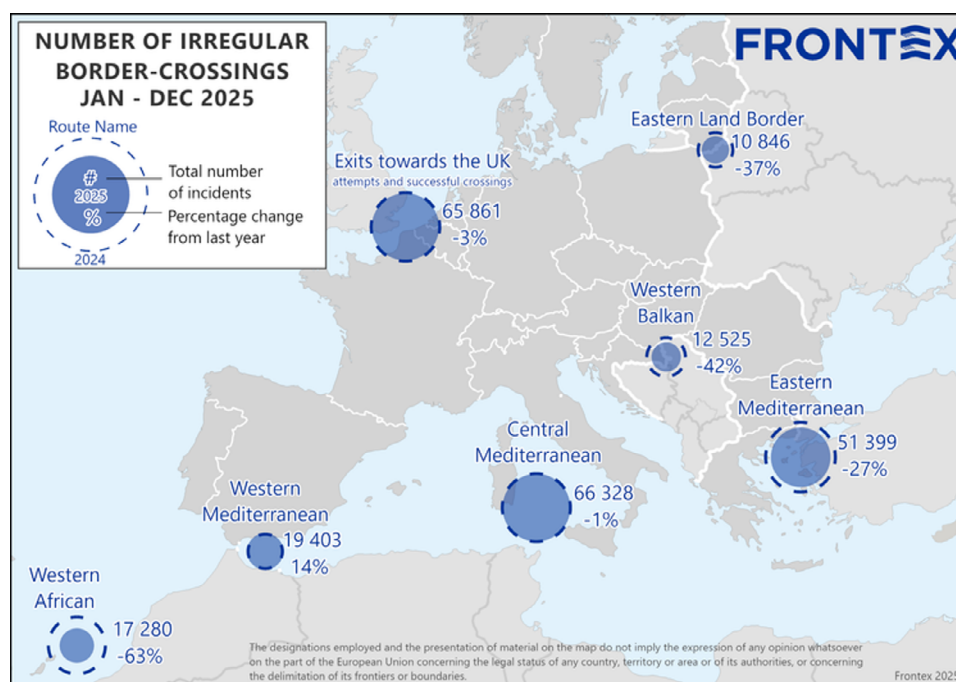 NUMBER OF IRREGULAR
BORDER-CROSSINGS
JAN - DEC 2025
Route Name
#
2025
%
Total number
of incidents
Percentage change
from last year
2024
FRONTEX
Eastern Land Border
10 846
-37%
Exits towards the UK
attempts and successful crossings
65 861
-3%
Western
Balkan
12 525
-42%
Eastern
Mediterranean
51 399
-27%
Central
Mediterranean
66 328
-1%
Western
Mediterranean
19 403
14%
Western
African
17 280
-63%
The designations employed and the presentation of material on the map do not imply the expression of any opinion whatsoever
on the part of the European Union concerning the legal status of any country, territory or area or of its authorities, or concerning
the delimitation of its frontiers or boundaries.
Frontex 2025